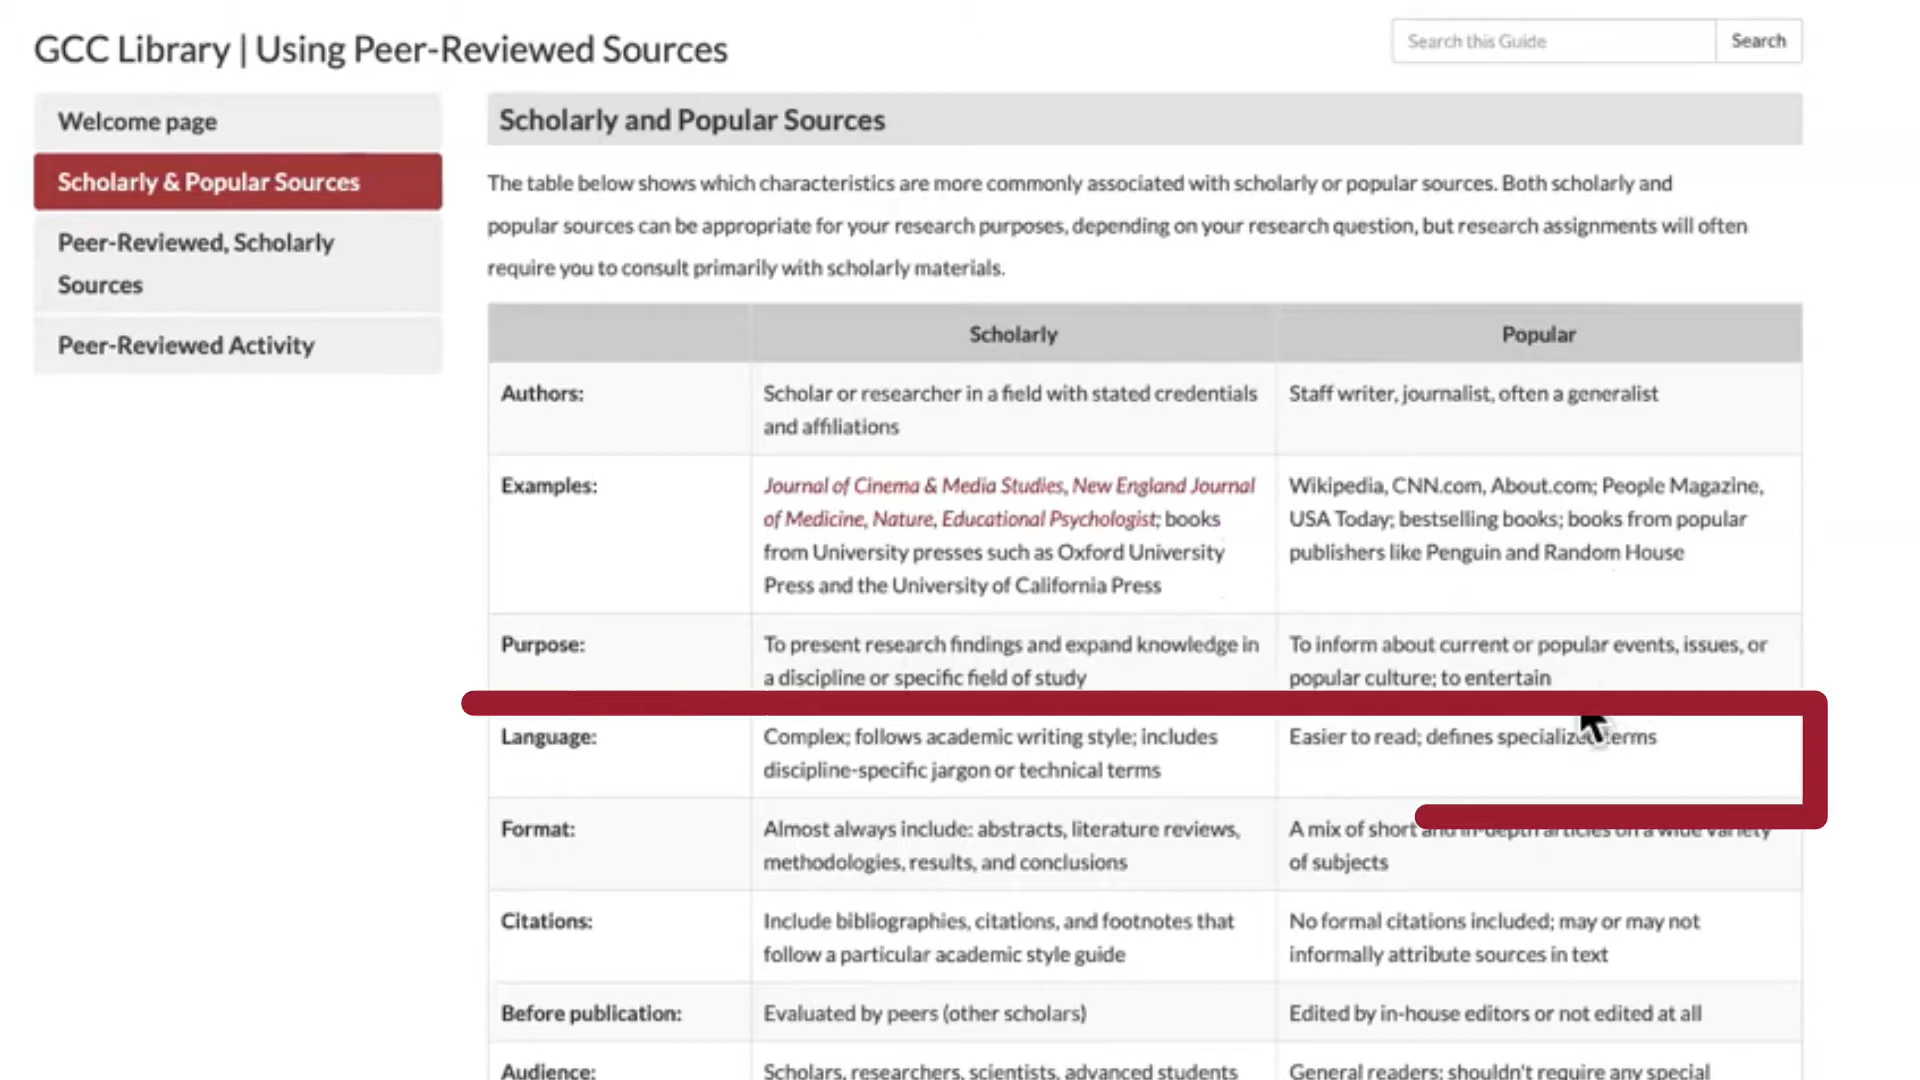 GCC Library | Using Peer-Reviewed Sources
Search this Guide
Search
Welcome page
Scholarly & Popular Sources
Peer-Reviewed, Scholarly
Sources
Peer-Reviewed Activity
Scholarly and Popular Sources
The table below shows which characteristics are more commonly associated with scholarly or popular sources. Both scholarly and
popular sources can be appropriate for your research purposes, depending on your research question, but research assignments will often
require you to consult primarily with scholarly materials.
Scholarly
Popular
Authors:
Scholar or researcher in a field with stated credentials
and affiliations
Staff writer, journalist, often a generalist
Examples:
Journal of Cinema & Media Studies, New England Journal
of Medicine, Nature, Educational Psychologist; books
from University presses such as Oxford University
Press and the University of California Press
Wikipedia, CNN.com, About.com; People Magazine,
USA Today; bestselling books; books from popular
publishers like Penguin and Random House
Purpose:
To present research findings and expand knowledge in
a discipline or specific field of study
To inform about current or popular events, issues, or
popular culture; to entertain
Language:
Complex; follows academic writing style; includes
discipline-specific jargon or technical terms
Easier to read; defines specialized terms
Format:
Almost always include: abstracts, literature reviews,
methodologies, results, and conclusions
A mix of short and in-depth articles on a wide variety
of subjects
Citations:
Include bibliographies, citations, and footnotes that
follow a particular academic style guide
No formal citations included; may or may not
informally attribute sources in text
Before publication:
Evaluated by peers (other scholars)
Edited by in-house editors or not edited at all
Audience:
Scholars, researchers, scientists, advanced students
General readers; shouldn't require any special